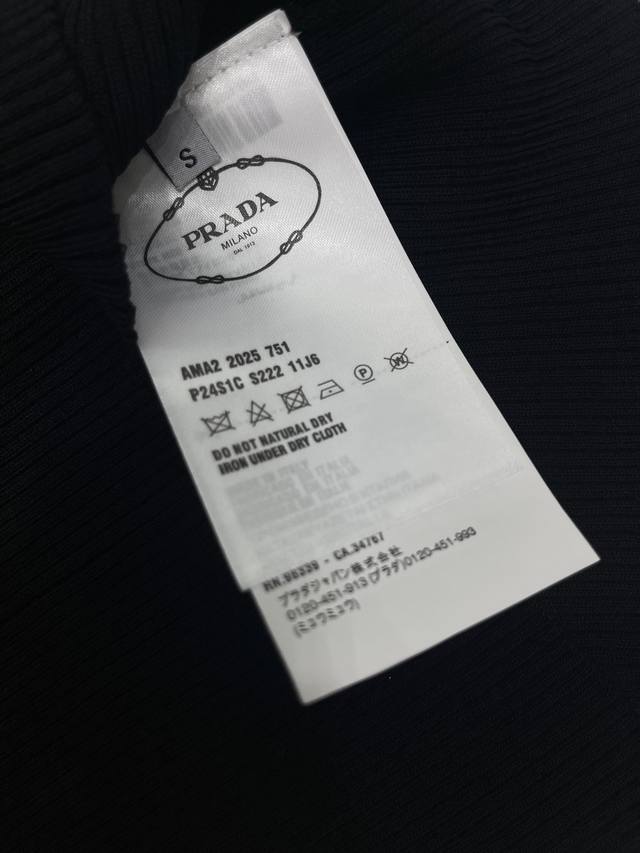 S
PRADA
MILANO
DAL 1913
AMA2 2025 751
P24S1C S222 11J6
P
W
DO NOT NATURAL DRY
IRON UNDER DRY CLOTH
RN.98339 - CA.34767
プラダジャパン株式会社
0120-451-913(プラダ)0120-451-993
(ミュウミュウ)